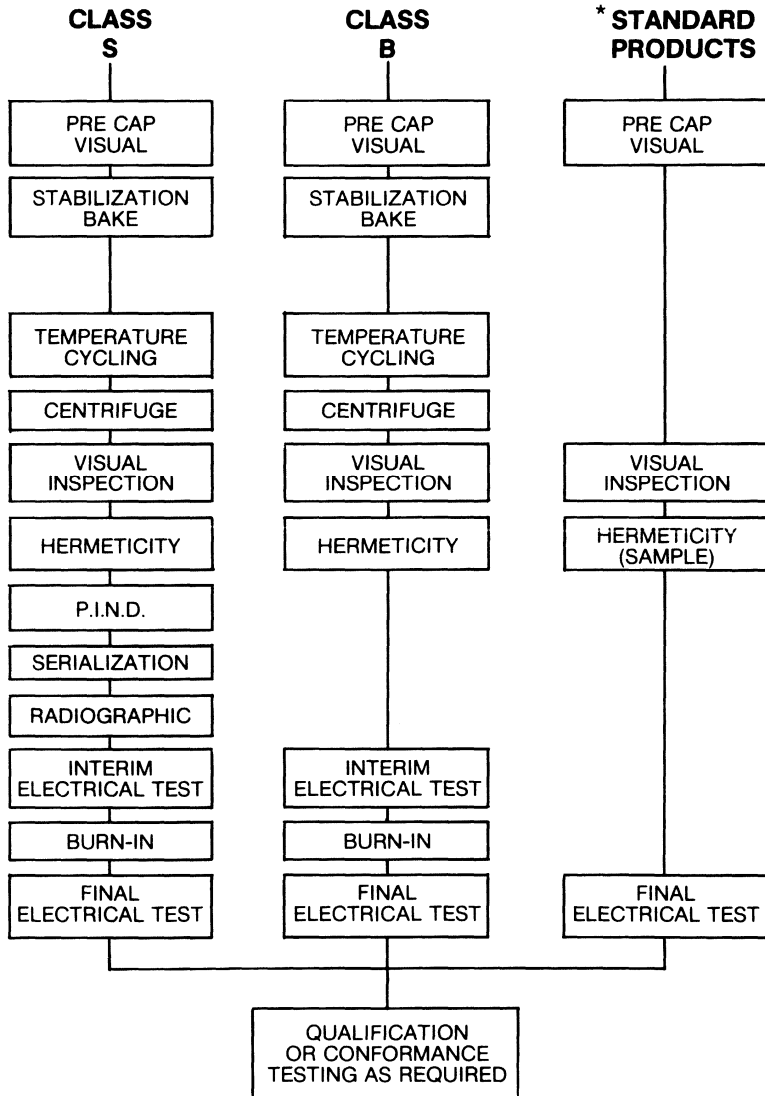 CLASS
S
PRE CAP
VISUAL
STABILIZATION
BAKE
TEMPERATURE
CYCLING
CENTRIFUGE
VISUAL
INSPECTION
HERMETICITY
P.I.N.D.
SERIALIZATION
RADIOGRAPHIC
INTERIM
ELECTRICAL TEST
BURN-IN
FINAL
ELECTRICAL TEST
CLASS
B
PRE CAP
VISUAL
STABILIZATION
BAKE
TEMPERATURE
CYCLING
CENTRIFUGE
VISUAL
INSPECTION
HERMETICITY
INTERIM
ELECTRICAL TEST
BURN-IN
FINAL
ELECTRICAL TEST
* STANDARD
PRODUCTS
PRE CAP
VISUAL
VISUAL
INSPECTION
HERMETICITY
(SAMPLE)
FINAL
ELECTRICAL TEST
QUALIFICATION
OR CONFORMANCE
TESTING AS REQUIRED